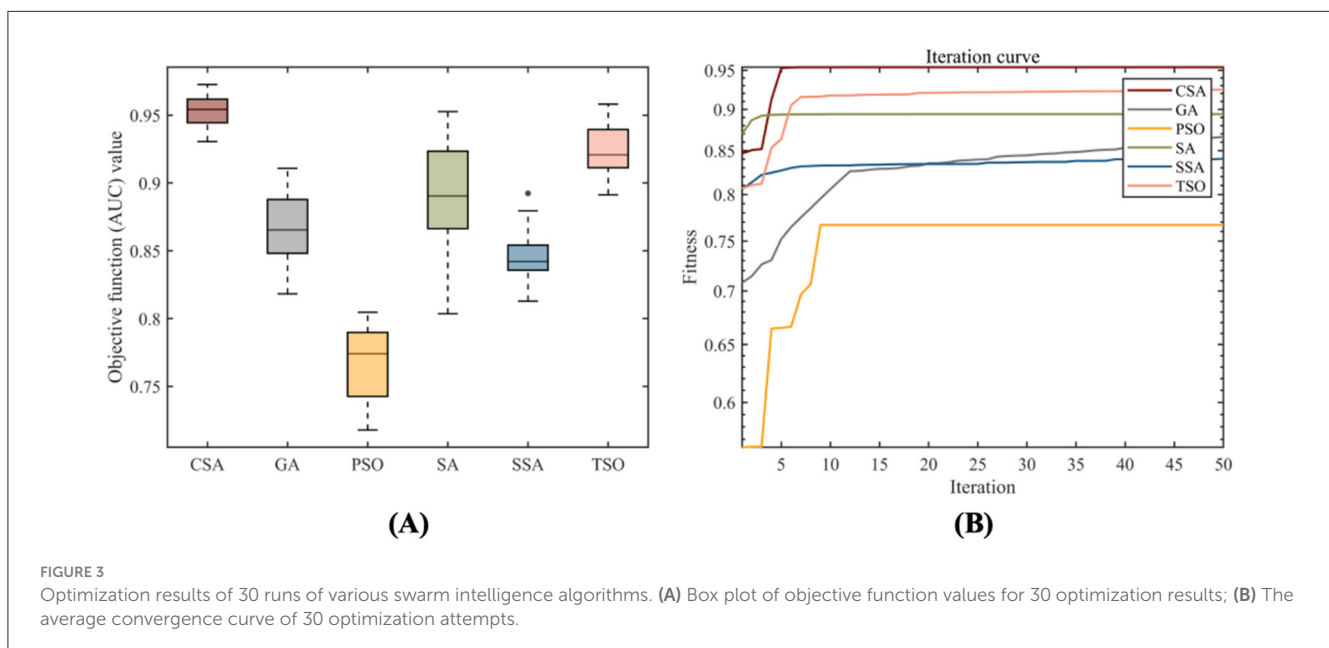 Objective function (AUC) value
0.95
0.9
0.85
0.8
0.75
CSA GA PSO SA SSA TSO
(A)
Iteration curve
Fitness
0.95
0.9
0.85
0.8
0.75
0.7
0.65
0.6
CSA
GA
PSO
SA
SSA
TSO
5 10 15 20 25 30 35 40 45 50
Iteration
(B)
FIGURE 3
Optimization results of 30 runs of various swarm intelligence algorithms. (A) Box plot of objective function values for 30 optimization results; (B) The
average convergence curve of 30 optimization attempts.